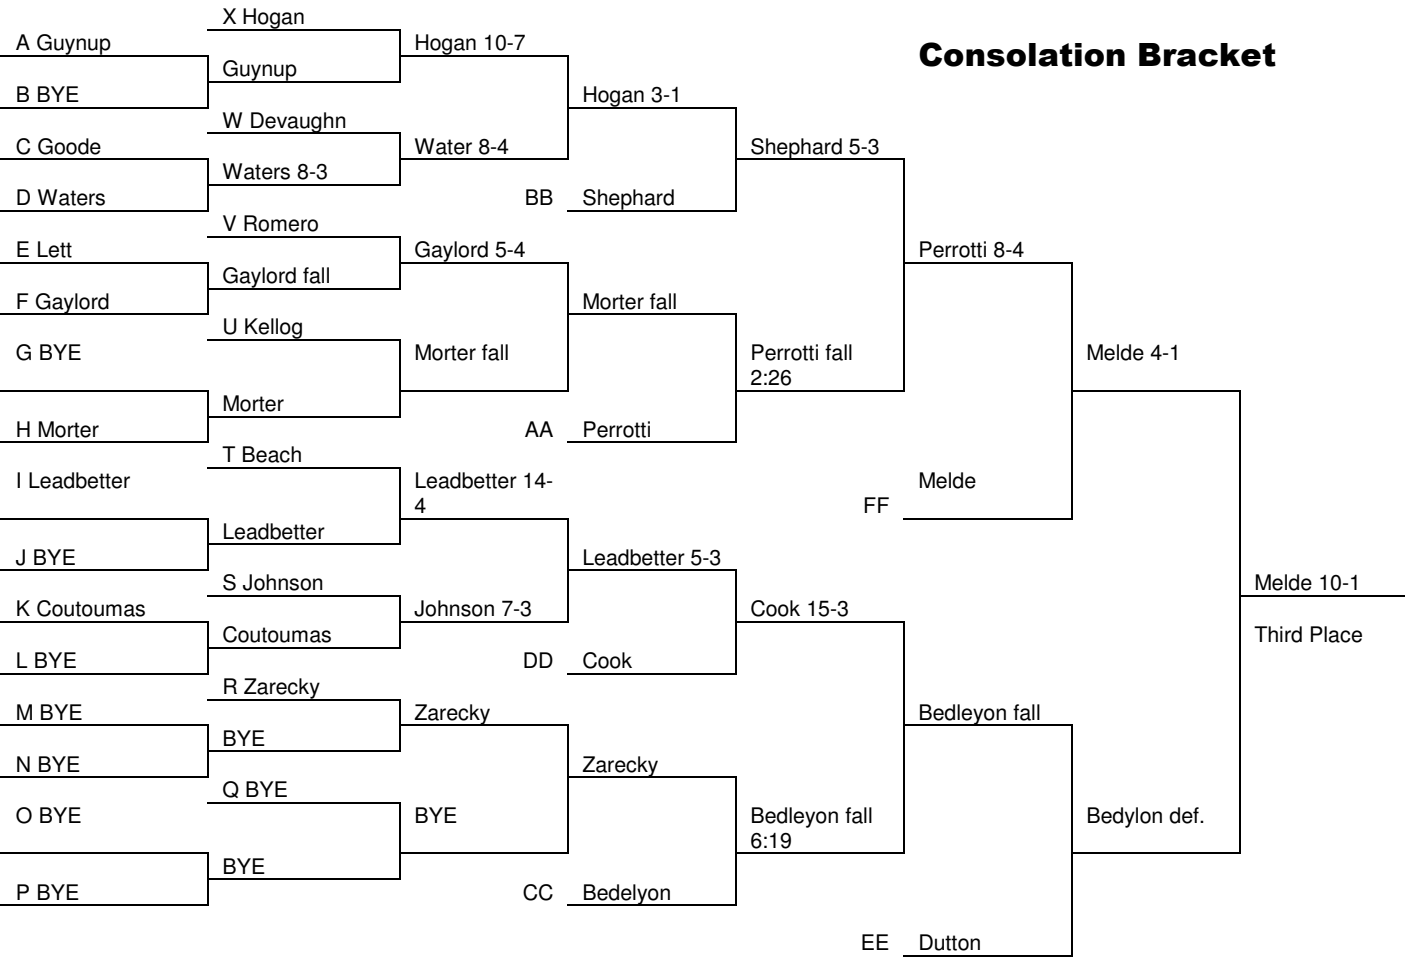 X Hogan
A Guynup
Hogan 10-7
Consolation Bracket
Guynup
B BYE
Hogan 3-1
W Devaughn
C Goode
Water 8-4
Shephard 5-3
Waters 8-3
D Waters
BB
Shephard
V Romero
E Lett
Gaylord 5-4
Perrotti 8-4
Gaylord fall
F Gaylord
Morter fall
U Kellog
G BYE
Morter fall
Perrotti fall
2:26
Melde 4-1
Morter
H Morter
AA
Perrotti
T Beach
I Leadbetter
Leadbetter 14-
4
Melde
FF
Leadbetter
J BYE
Leadbetter 5-3
S Johnson
Melde 10-1
K Coutoumas
Johnson 7-3
Cook 15-3
Coutoumas
Third Place
L BYE
DD
Cook
R Zarecky
M BYE
Zarecky
Bedleyon fall
BYE
N BYE
Zarecky
Q BYE
O BYE
BYE
Bedleyon fall
6:19
Bedylon def.
BYE
P BYE
CC
Bedelyon
EE
Dutton